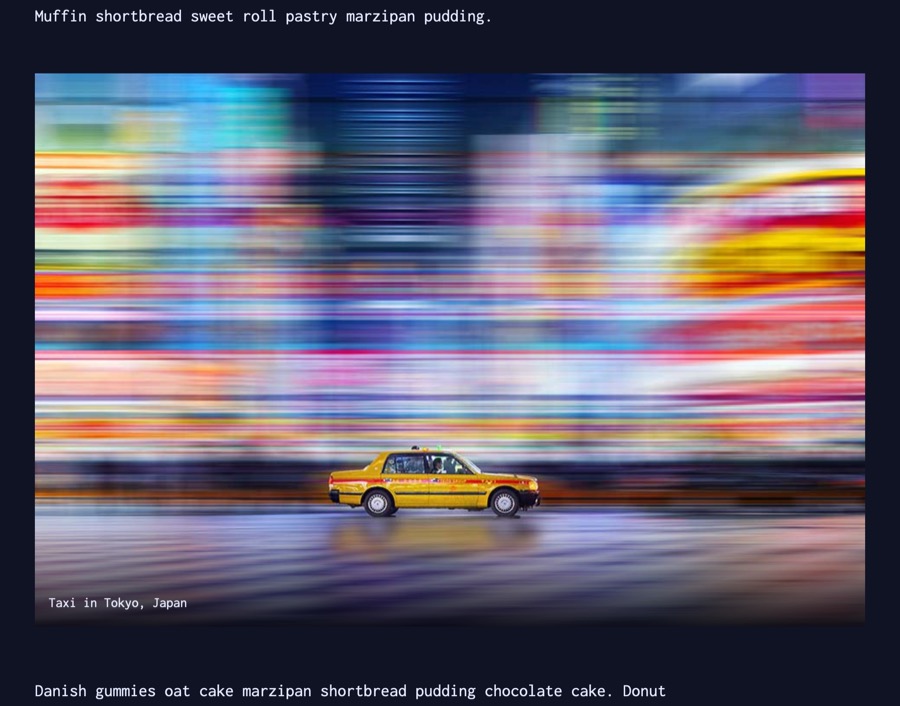 Muffin shortbread sweet roll pastry marzipan pudding.
Taxi in Tokyo, Japan
Danish gummies oat cake marzipan shortbread pudding chocolate cake. Donut